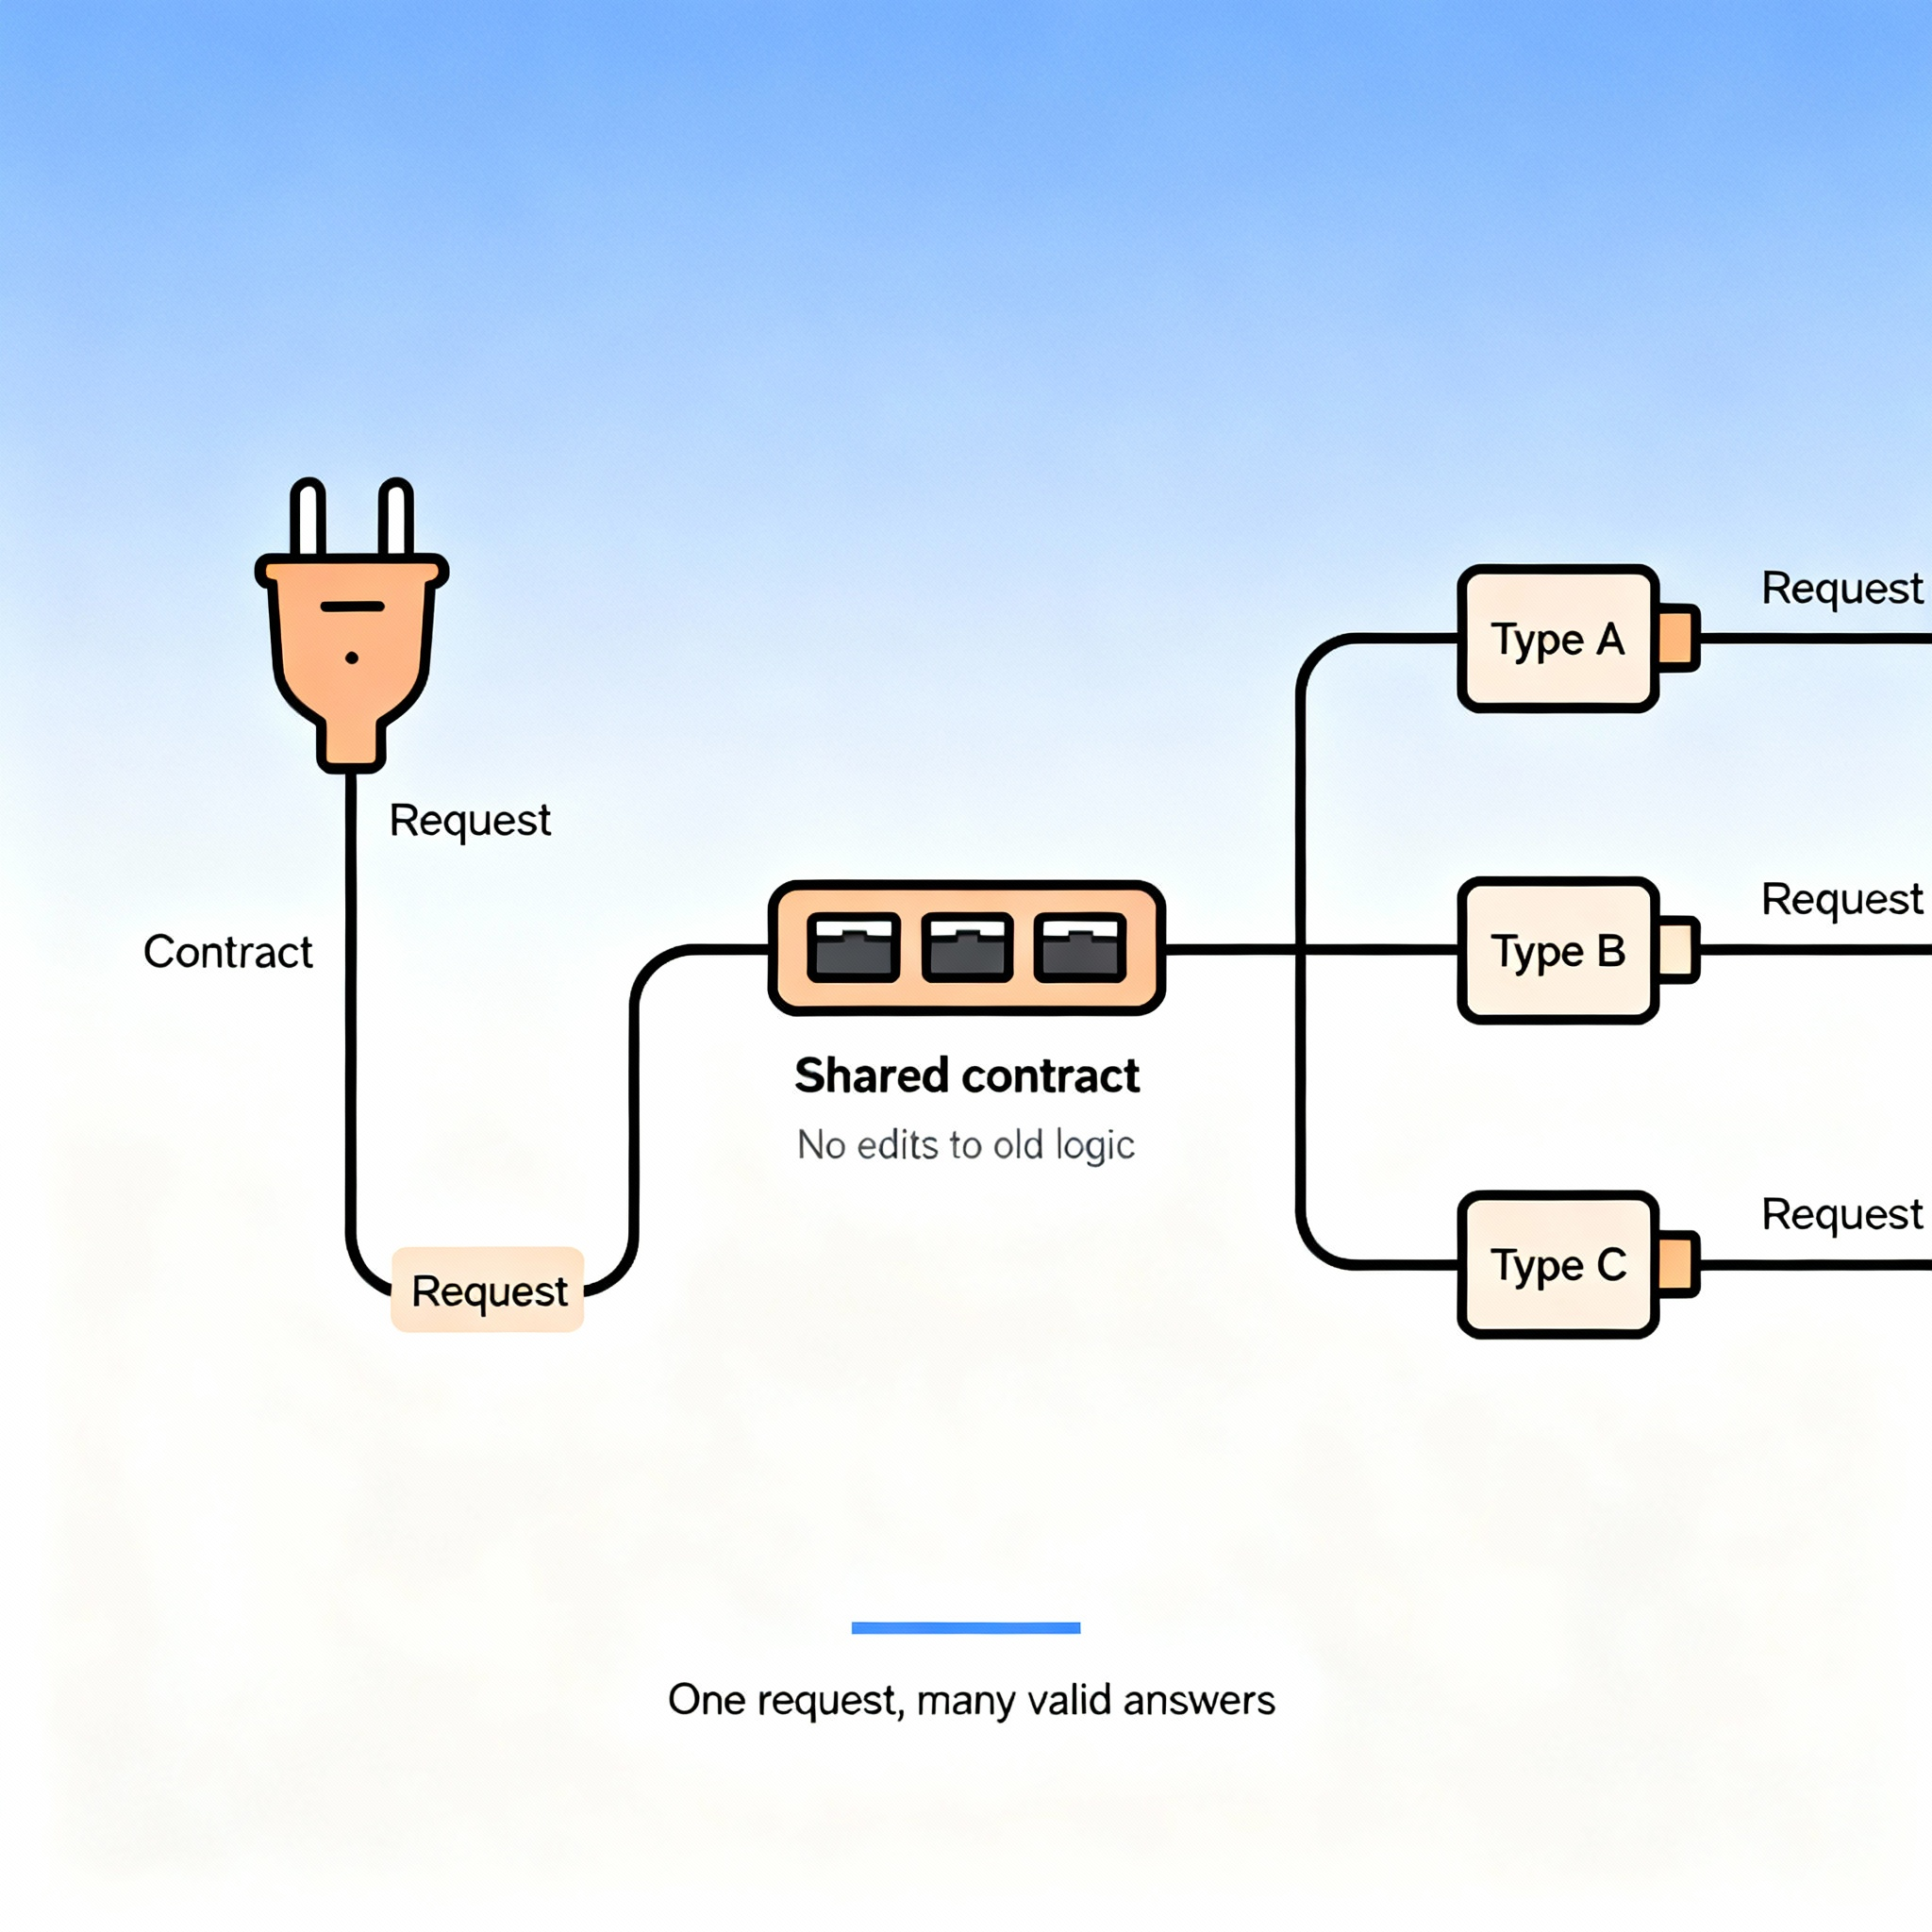 Request
Contract
Request
Shared contract
No edits to old logic
Type A
Request
Type B
Request
Type C
Request
One request, many valid answers